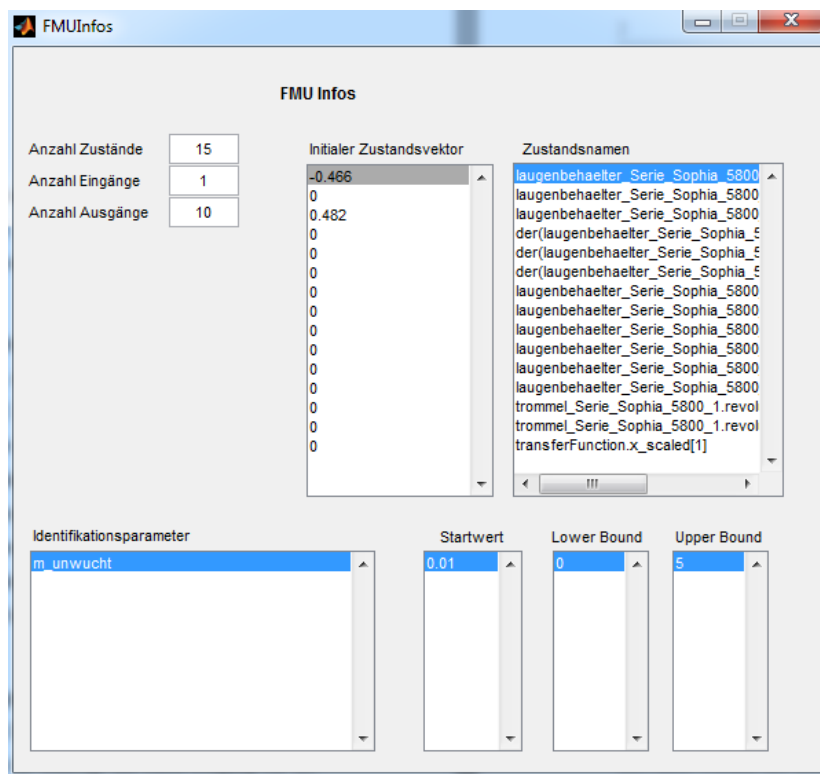 FMUInfos
FMU Infos
Anzahl Zustände 15
Anzahl Eingänge 1
Anzahl Ausgänge 10
Initialer Zustandsvektor
-0.466
0
0.482
0
0
0
0
0
0
0
0
0
0
0
0
Zustandsnamen
laugenbehaelter_Serie_Sophia_5800
laugenbehaelter_Serie_Sophia_5800
laugenbehaelter_Serie_Sophia_5800
der(laugenbehaelter_Serie_Sophia_5
der(laugenbehaelter_Serie_Sophia_5
der(laugenbehaelter_Serie_Sophia_5
laugenbehaelter_Serie_Sophia_5800
laugenbehaelter_Serie_Sophia_5800
laugenbehaelter_Serie_Sophia_5800
laugenbehaelter_Serie_Sophia_5800
laugenbehaelter_Serie_Sophia_5800
laugenbehaelter_Serie_Sophia_5800
trommel_Serie_Sophia_5800_1.revol
trommel_Serie_Sophia_5800_1.revol
transferFunction.x_scaled[1]
Identifikationsparameter
m_unwucht
Startwert
0.01
Lower Bound
0
Upper Bound
5